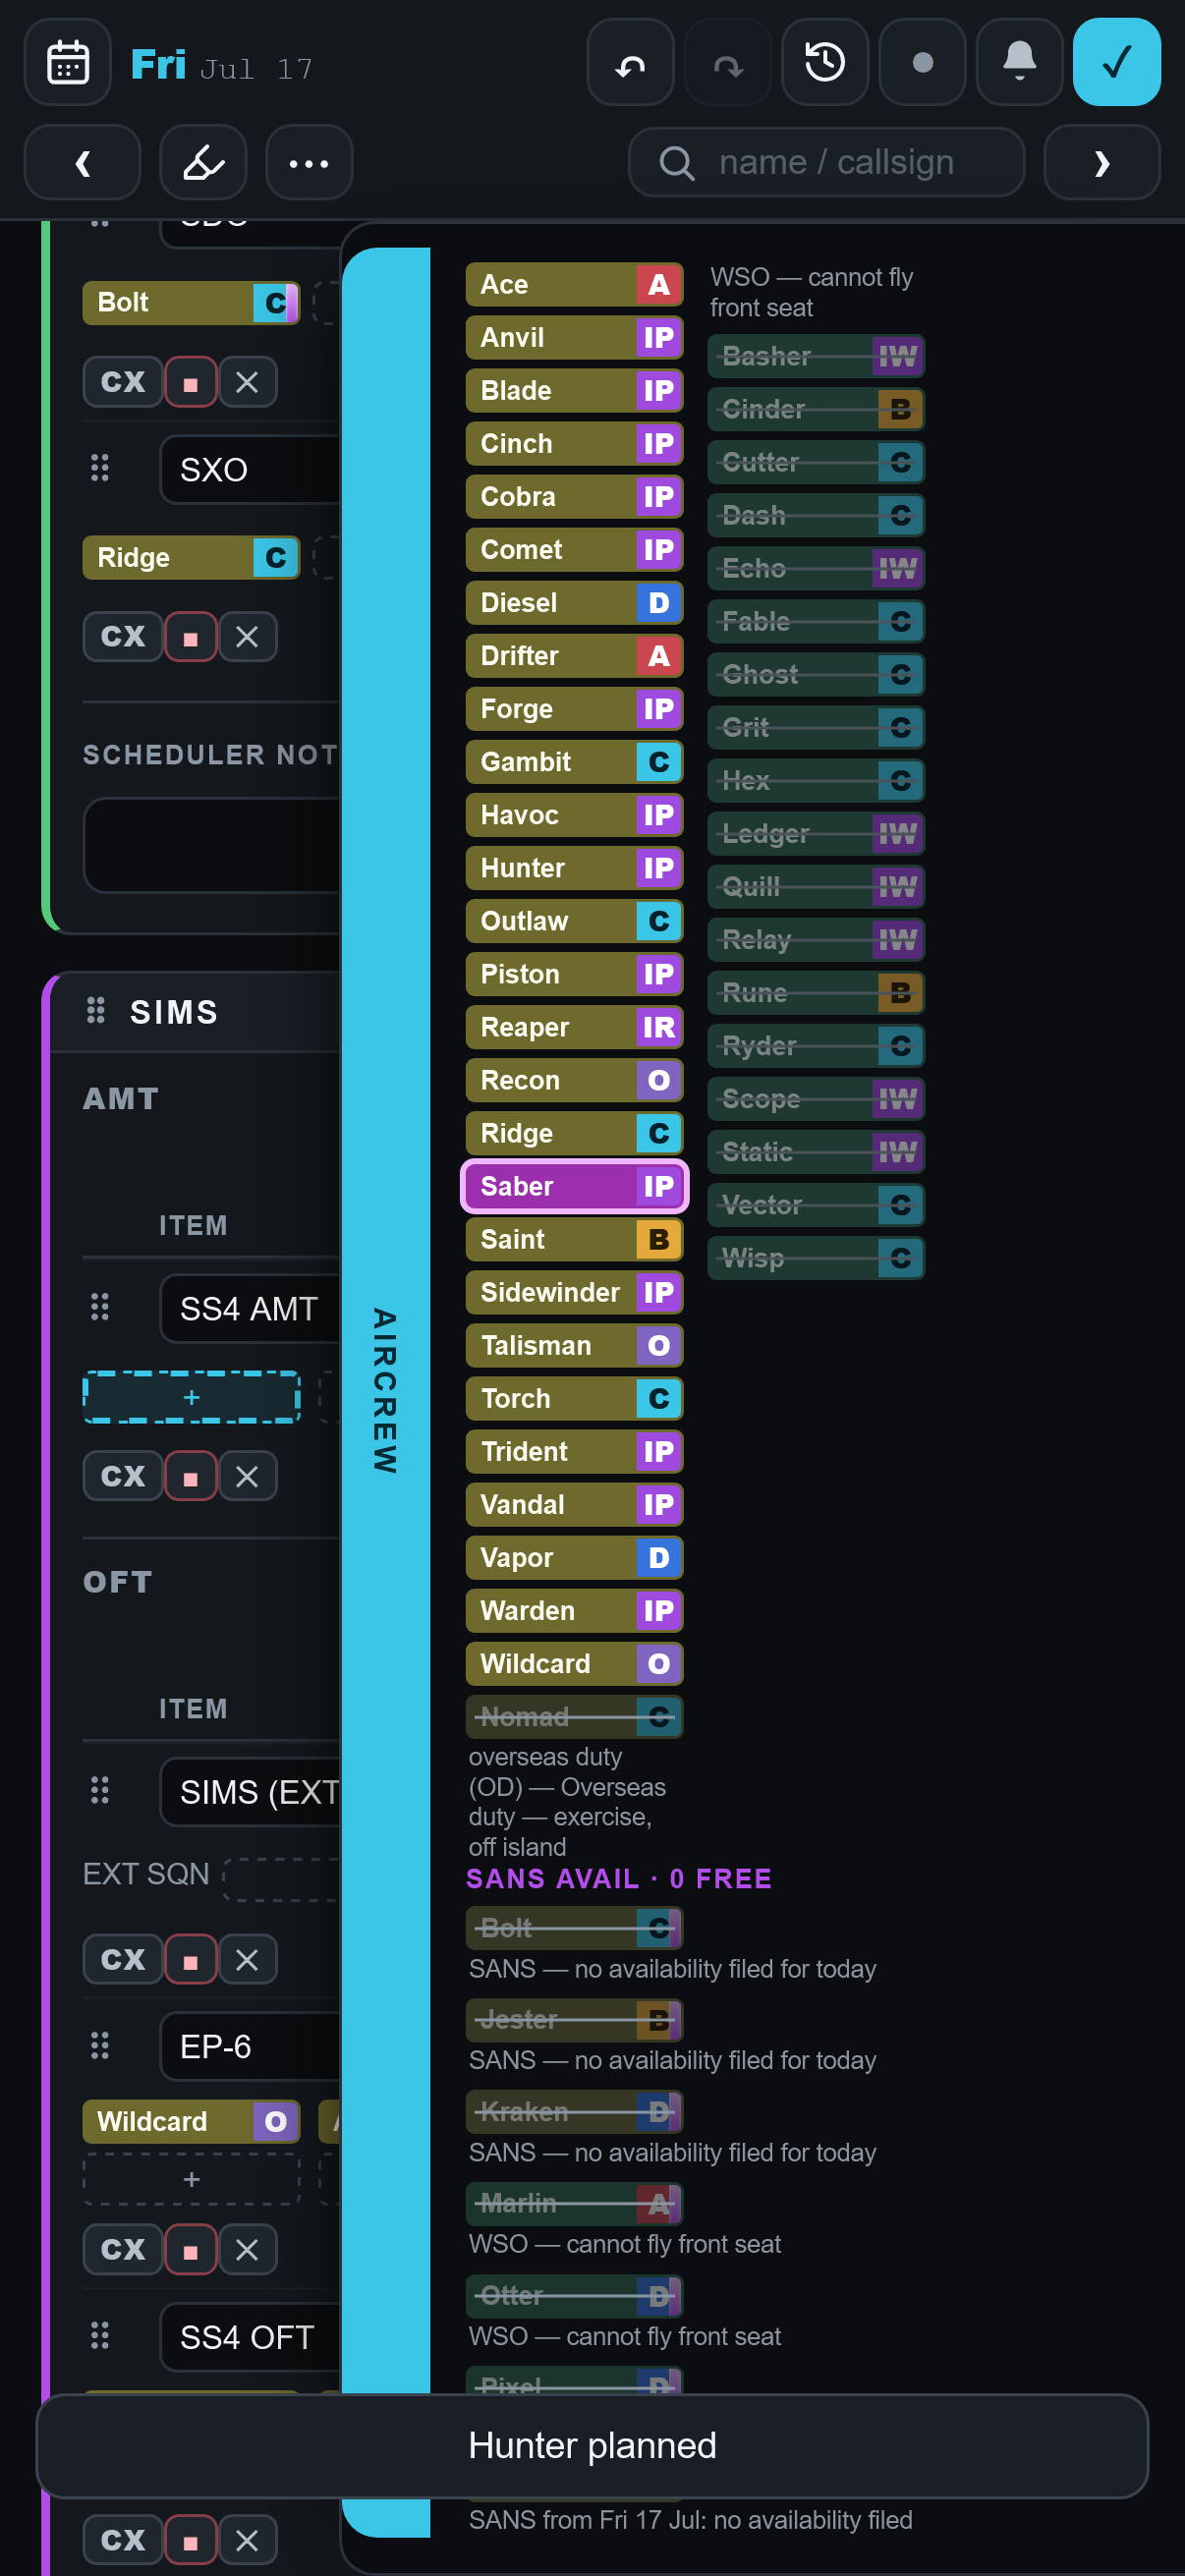 Fri Jul 17
name / callsign
Bolt C
CX
SXO
Ridge C
CX
SCHEDULER NOT
SIMS
AMT
ITEM
SS4 AMT
+
CX
OFT
ITEM
SIMS (EXT
EXT SQN
CX
EP-6
Wildcard O
+
CX
SS4 OFT
CX
AIRCREW
Ace A
Anvil IP
Blade IP
Cinch IP
Cobra IP
Comet IP
Diesel D
Drifter A
Forge IP
Gambit C
Havoc IP
Hunter IP
Outlaw C
Piston IP
Reaper IR
Recon O
Ridge C
Saber IP
Saint B
Sidewinder IP
Talisman O
Torch C
Trident IP
Vandal IP
Vapor D
Warden IP
Wildcard O
Nomad C
overseas duty
(OD) — Overseas
duty — exercise,
off island
WSO — cannot fly
front seat
Basher IW
Cinder B
Cutter C
Dash C
Echo IW
Fable C
Ghost C
Grit C
Hex C
Ledger IW
Quill IW
Relay IW
Rune B
Ryder C
Scope IW
Static IW
Vector C
Wisp C
SANS AVAIL · 0 FREE
Bolt C
SANS — no availability filed for today
Jester B
SANS — no availability filed for today
Kraken D
SANS — no availability filed for today
Marlin A
WSO — cannot fly front seat
Otter D
WSO — cannot fly front seat
Pixel D
Hunter planned
SANS from Fri 17 Jul: no availability filed